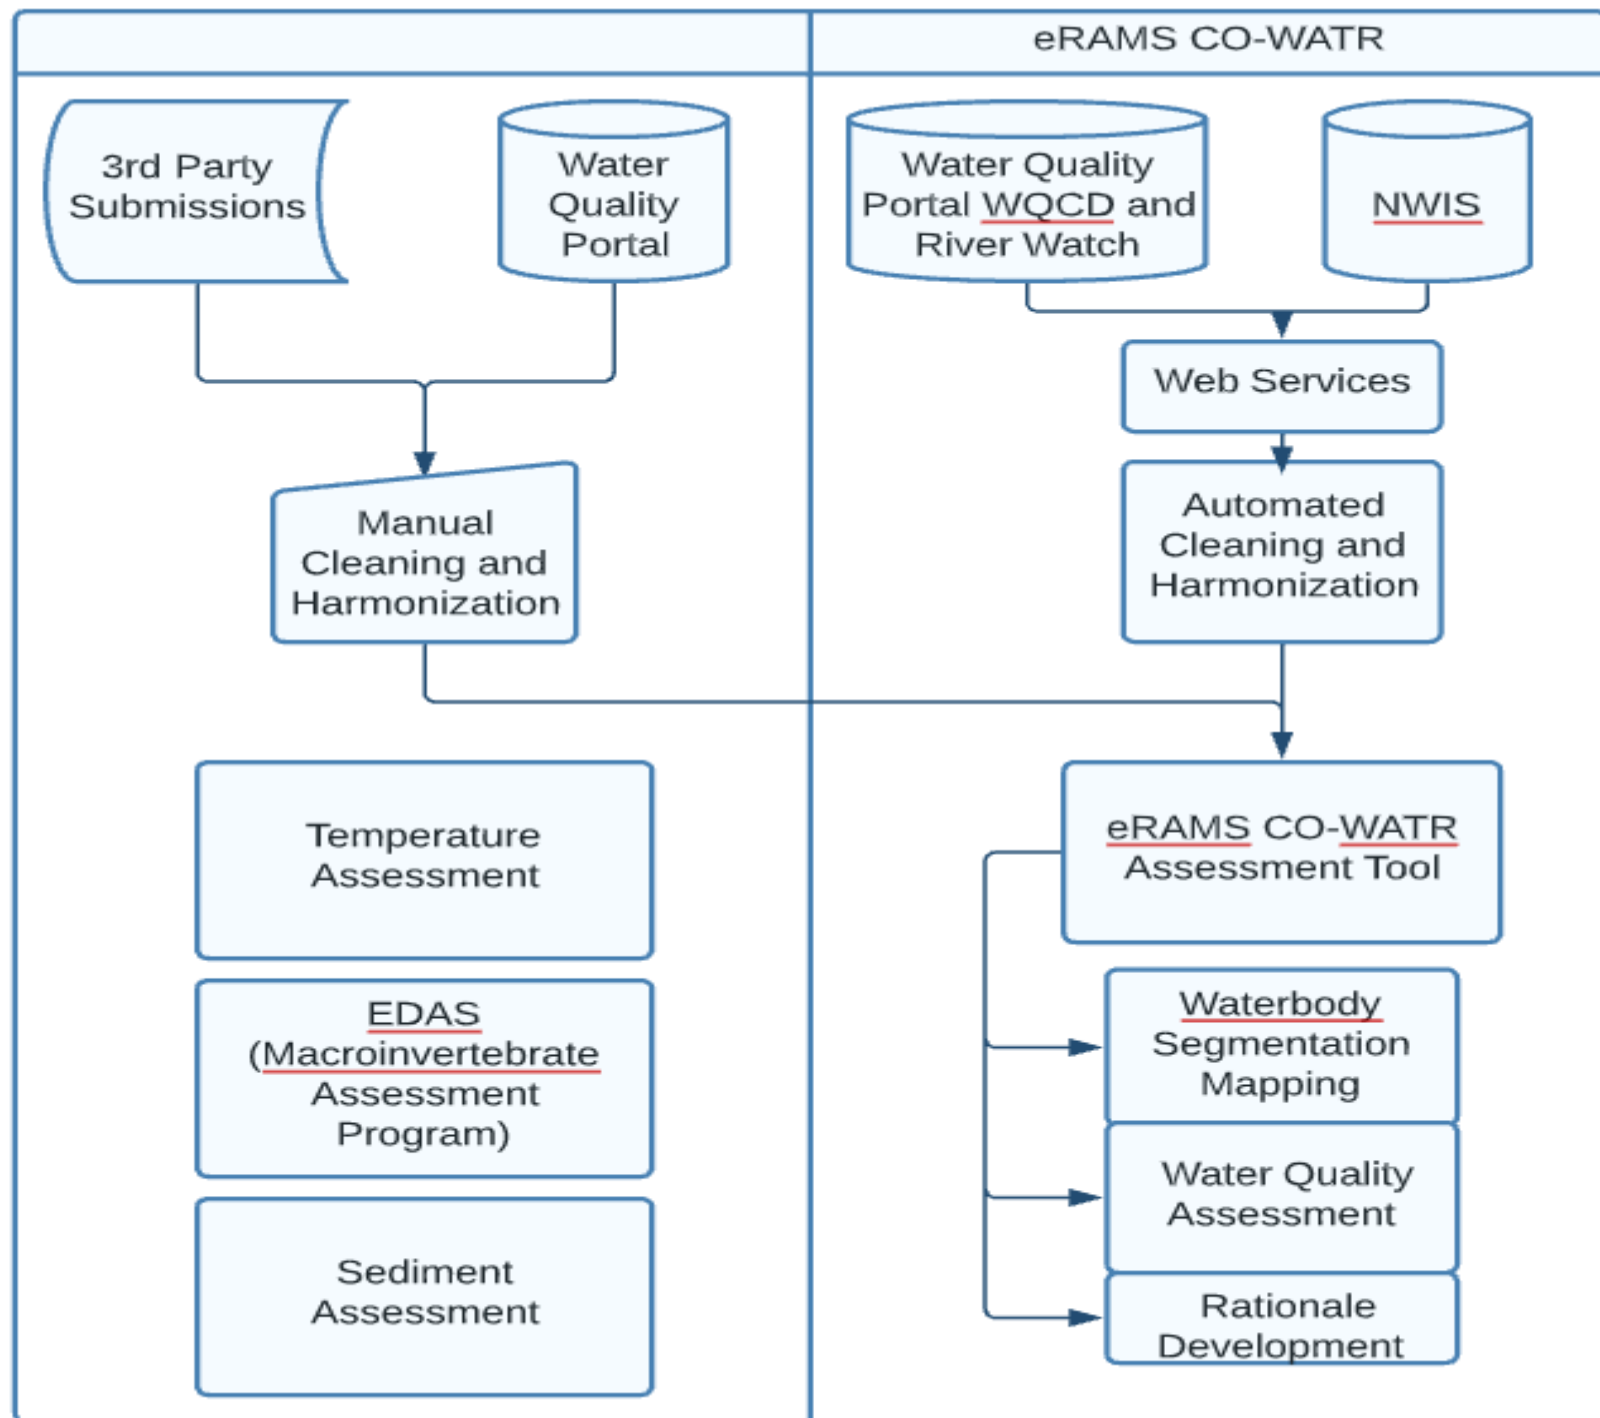 eRAMS CO-WATR
3rd Party
Submissions
Water
Quality
Portal
Water Quality
Portal WQCD and
River Watch
NWIS
Web Services
Manual
Cleaning and
Harmonization
Automated
Cleaning and
Harmonization
Temperature
Assessment
eRAMS CO-WATR
Assessment Tool
EDAS
(Macroinvertebrate
Assessment
Program)
Waterbody
Segmentation
Mapping
Water Quality
Assessment
Sediment
Assessment
Rationale
Development